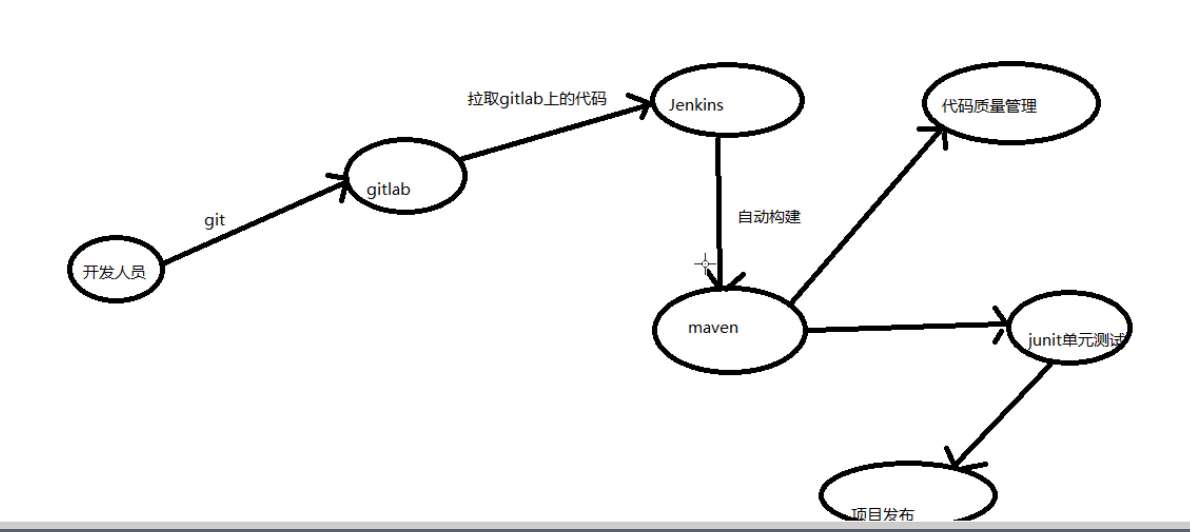 拉取gitlab上的代码
Jenkins
代码质量管理
gitlab
git
自动构建
开发人员
maven
junit单元测试
项目发布